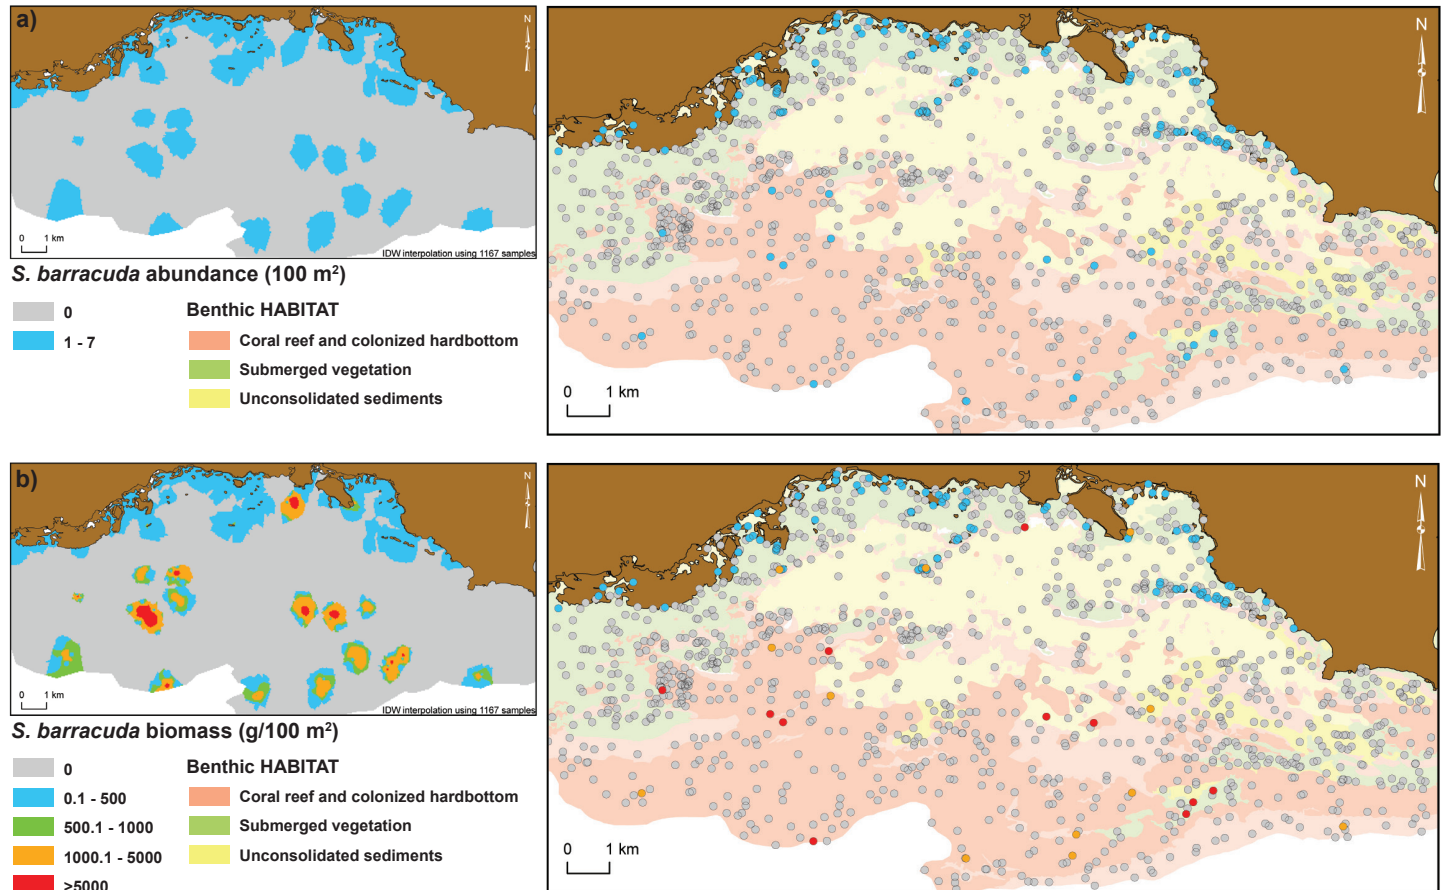 a)
N
0 1 km
IDW interpolation using 1167 samples
S. barracuda abundance (100 m²)
0
1 - 7
Benthic HABITAT
Coral reef and colonized hardbottom
Submerged vegetation
Unconsolidated sediments
N
0 1 km
b)
N
0 1 km
IDW interpolation using 1167 samples
S. barracuda biomass (g/100 m²)
0
0.1 - 500
500.1 - 1000
1000.1 - 5000
>5000
Benthic HABITAT
Coral reef and colonized hardbottom
Submerged vegetation
Unconsolidated sediments
N
0 1 km